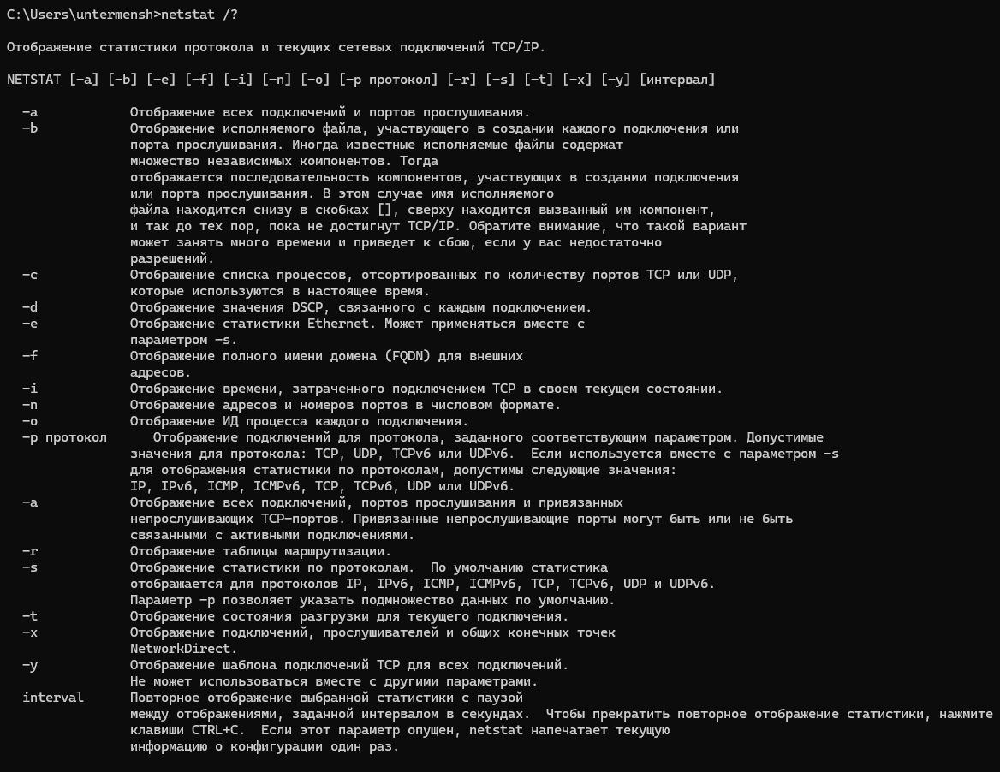 C:\Users\untermensh>netstat /?
Отображение статистики протокола и текущих сетевых подключений TCP/IP.
NETSTAT [-a] [-b] [-e] [-f] [-i] [-n] [-o] [-p протокол] [-r] [-s] [-t] [-x] [-y] [интервал]
-a Отображение всех подключений и портов прослушивания.
-b Отображение исполняемого файла, участвующего в создании каждого подключения или
порта прослушивания. Иногда известные исполняемые файлы содержат
множество независимых компонентов. Тогда
отображается последовательность компонентов, участвующих в создании подключения
или порта прослушивания. В этом случае имя исполняемого
файла находится снизу в скобках [], сверху находится вызванный им компонент,
и так до тех пор, пока не достигнут TCP/IP. Обратите внимание, что такой вариант
может занять много времени и приведет к сбою, если у вас недостаточно
разрешений.
-c Отображение списка процессов, отсортированных по количеству портов TCP или UDP,
которые используются в настоящее время.
-d Отображение значения DSCP, связанного с каждым подключением.
-e Отображение статистики Ethernet. Может применяться вместе с
параметром -s.
-f Отображение полного имени домена (FQDN) для внешних
адресов.
-i Отображение времени, затраченного подключением TCP в своем текущем состоянии.
-n Отображение адресов и номеров портов в числовом формате.
-o Отображение ИД процесса каждого подключения.
-p протокол Отображение подключений для протокола, заданного соответствующим параметром. Допустимые
значения для протокола: TCP, UDP, TCPv6 или UDPv6. Если используется вместе с параметром -s
для отображения статистики по протоколам, допустимы следующие значения:
IP, IPv6, ICMP, ICMPv6, TCP, TCPv6, UDP или UDPv6.
-a Отображение всех подключений, портов прослушивания и привязанных
непрослушивающих TCP-портов. Привязанные непрослушивающие порты могут быть или не быть
связанными с активными подключениями.
-r Отображение таблицы маршрутизации.
-s Отображение статистики по протоколам. По умолчанию статистика
отображается для протоколов IP, IPv6, ICMP, ICMPv6, TCP, TCPv6, UDP и UDPv6.
Параметр -p позволяет указать подмножество данных по умолчанию.
-t Отображение состояния разгрузки для текущего подключения.
-x Отображение подключений, прослушивателей и общих конечных точек
NetworkDirect.
-y Отображение шаблона подключений TCP для всех подключений.
Не может использоваться вместе с другими параметрами.
interval Повторное отображение выбранной статистики с паузой
между отображениями, заданной интервалом в секундах. Чтобы прекратить повторное отображение статистики, нажмите
клавиши CTRL+C. Если этот параметр опущен, netstat напечатает текущую
информацию о конфигурации один раз.